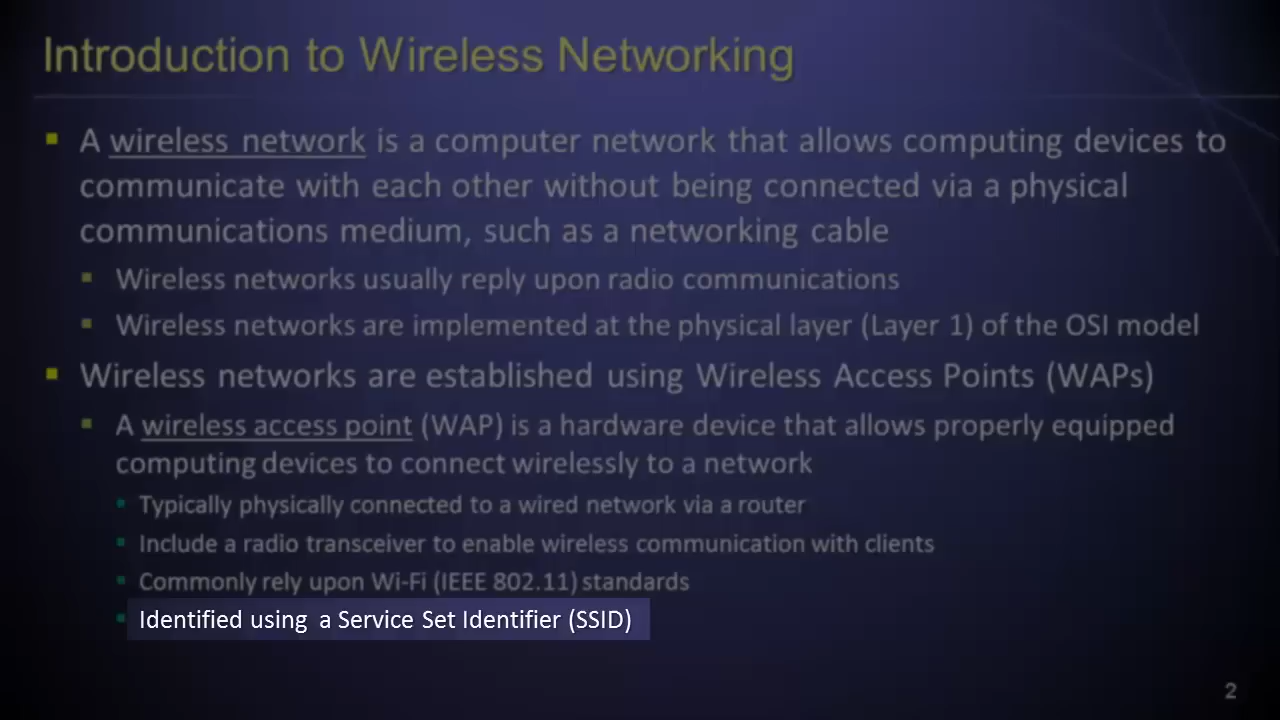 Introduction to Wireless Networking
A wireless network is a computer network that allows computing devices to
communicate with each other without being connected via a physical
communications medium, such as a networking cable
Wireless networks usually reply upon radio communications
Wireless networks are implemented at the physical layer (Layer 1) of the OSI model
Wireless networks are established using Wireless Access Points (WAPs)
A wireless access point (WAP) is a hardware device that allows properly equipped
computing devices to connect wirelessly to a network
Typically physically connected to a wired network via a router
Include a radio transceiver to enable wireless communication with clients
Commonly rely upon Wi-Fi (IEEE 802.11) standards
Identified using a Service Set Identifier (SSID)
2